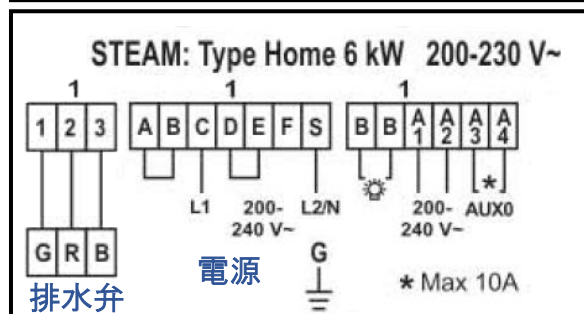 STEAM: Type Home 6 kW 200-230 V~
1 1 1
1 2 3 A B C D E F S B B A1 A2 A3 A4
L1 200-240 V~ L2/N 200-240 V~ * AUX0
G R B 電源 G
排水弁 * Max 10A